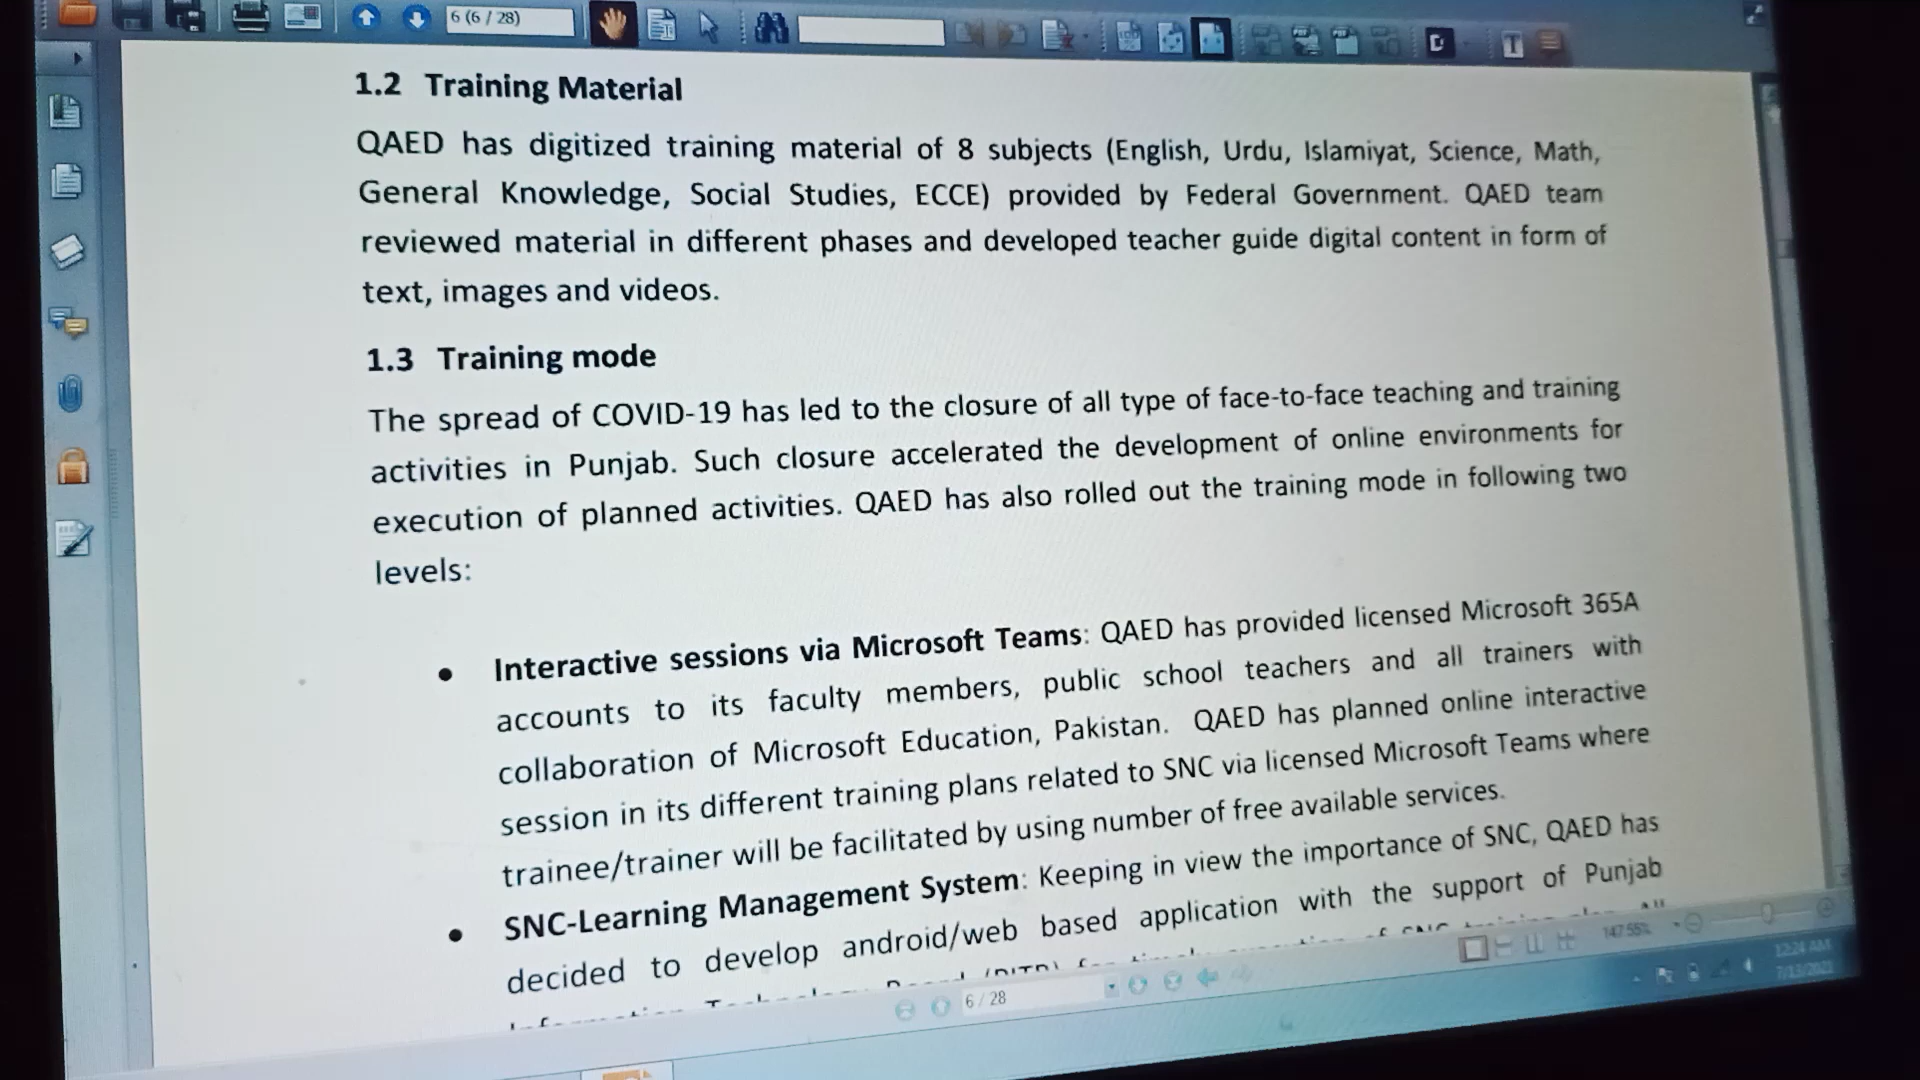 6 (6 / 28)
1.2 Training Material
QAED has digitized training material of 8 subjects (English, Urdu, Islamiyat, Science, Math,
General Knowledge, Social Studies, ECCE) provided by Federal Government. QAED team
reviewed material in different phases and developed teacher guide digital content in form of
text, images and videos.
1.3 Training mode
The spread of COVID-19 has led to the closure of all type of face-to-face teaching and training
activities in Punjab. Such closure accelerated the development of online environments for
execution of planned activities. QAED has also rolled out the training mode in following two
levels:
• Interactive sessions via Microsoft Teams: QAED has provided licensed Microsoft 365A
accounts to its faculty members, public school teachers and all trainers with
collaboration of Microsoft Education, Pakistan. QAED has planned online interactive
session in its different training plans related to SNC via licensed Microsoft Teams where
trainee/trainer will be facilitated by using number of free available services.
• SNC-Learning Management System: Keeping in view the importance of SNC, QAED has
decided to develop android/web based application with the support of Punjab
6 / 28
147.55%
12:24 AM